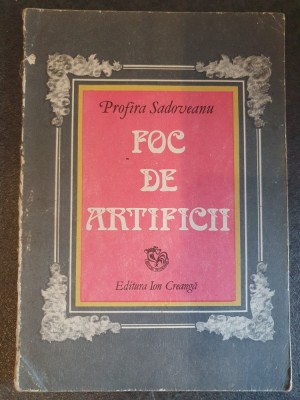 Profira Sadoveanu
FOC
DE
ARTIFICII
Editura Ion Creangă